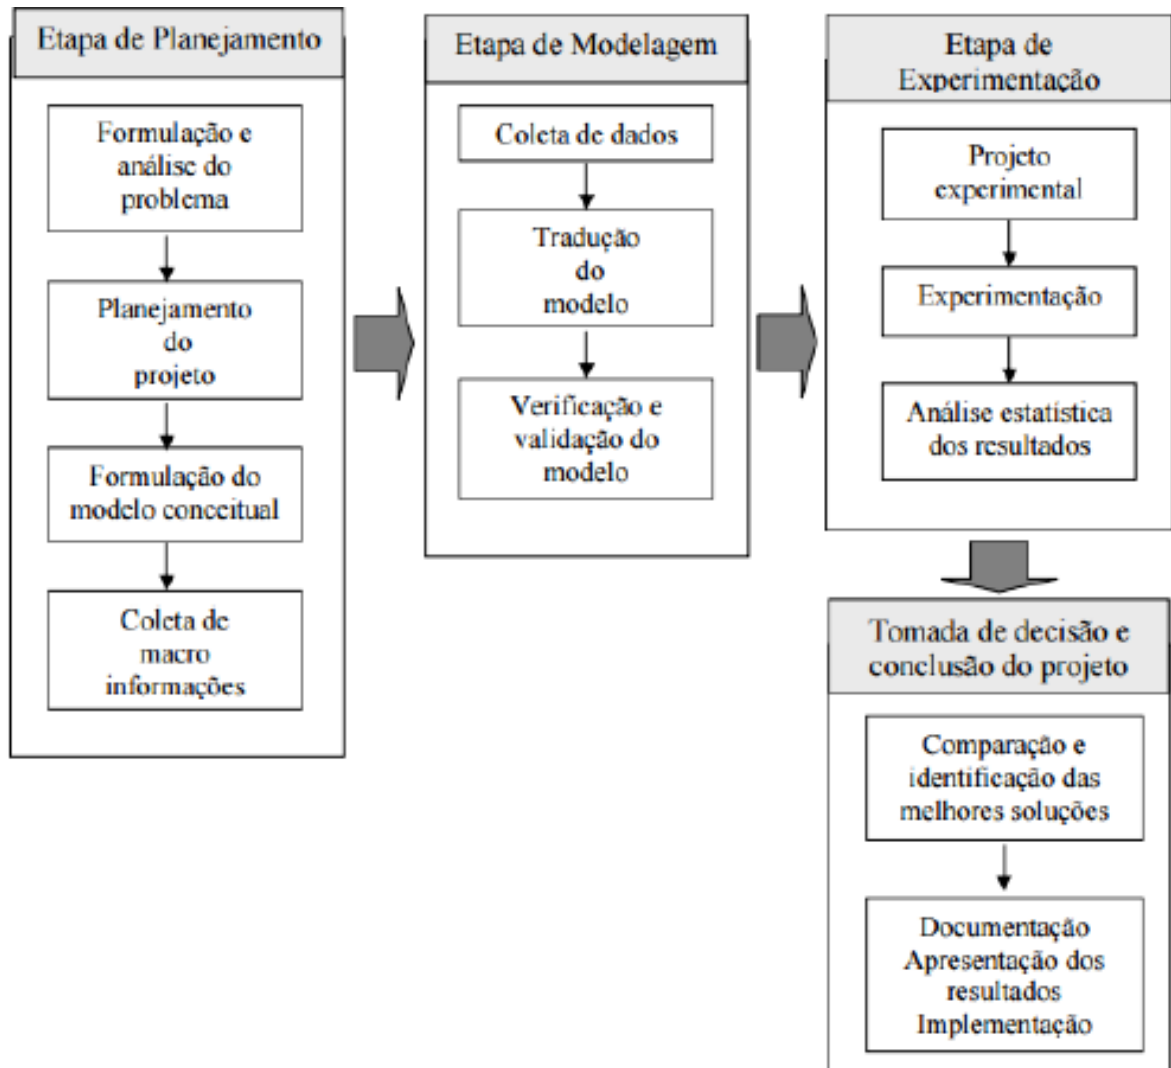 Etapa de Planejamento
Formulação e
análise do
problema
Planejamento
do
projeto
Formulação do
modelo conceitual
Coleta de
macro
informações
Etapa de Modelagem
Coleta de dados
Tradução
do
modelo
Verificação e
validação do
modelo
Etapa de
Experimentação
Projeto
experimental
Experimentação
Análise estatística
dos resultados
Tomada de decisão e
conclusão do projeto
Comparação e
identificação das
melhores soluções
Documentação
Apresentação dos
resultados
Implementação